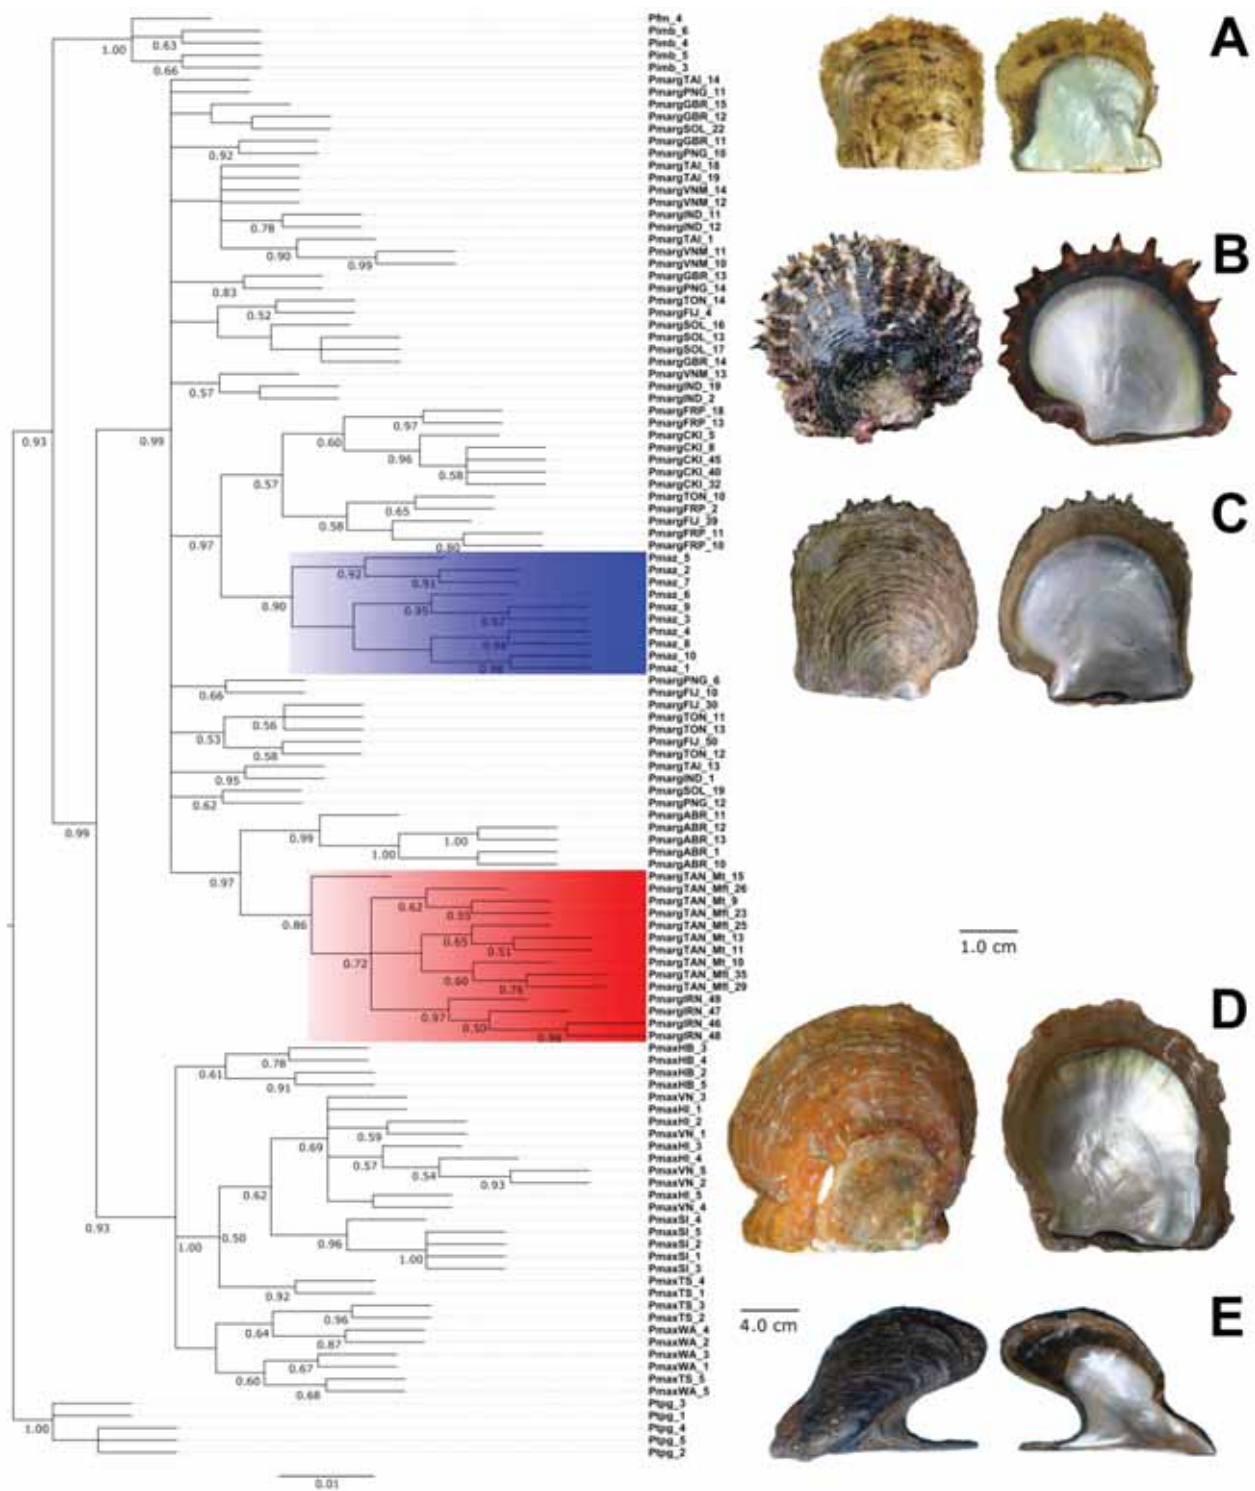 Pfin_4
Pimb_6
0.63
Pimb_4
1.00
Pimb_5
0.66
Pimb_3
PmargTAI_14
PmargPNG_11
PmargGBR_15
PmargGBR_12
PmargSOL_22
PmargGBR_11
0.92
PmargPNG_10
PmargTAI_18
PmargTAI_19
PmargVNM_14
PmargVNM_12
PmargIND_11
0.78
PmargIND_12
PmargTAI_1
0.90
PmargVNM_11
0.99
PmargVNM_10
PmargGBR_13
0.83
PmargPNG_14
PmargTON_14
0.52
PmargFIJ_4
PmargSOL_16
PmargSOL_13
PmargSOL_17
PmargGBR_14
PmargVNM_13
0.57
PmargIND_19
PmargIND_2
PmargFRP_18
0.97
PmargFRP_13
0.93
0.99
0.60
PmargCKI_5
0.96
PmargCKI_8
PmargCKI_45
0.58
PmargCKI_40
0.57
PmargCKI_32
PmargTON_10
0.65
PmargFRP_2
0.58
PmargFIJ_39
0.97
PmargFRP_11
0.80
PmargFRP_10
Pmaz_5
0.92
Pmaz_2
0.91
Pmaz_7
0.90
Pmaz_6
0.95
Pmaz_9
0.97
Pmaz_3
Pmaz_4
0.98
Pmaz_8
Pmaz_10
0.98
Pmaz_1
PmargPNG_6
0.66
PmargFIJ_10
PmargFIJ_30
PmargTON_11
0.56
PmargTON_13
0.53
PmargFIJ_50
0.58
PmargTON_12
PmargTAI_13
0.95
PmargIND_1
PmargSOL_19
0.62
PmargPNG_12
PmargABR_11
PmargABR_12
0.99
0.99
1.00
PmargABR_13
1.00
PmargABR_1
PmargABR_10
0.97
PmargTAN_Mt_15
PmargTAN_Mfi_26
0.62
PmargTAN_Mt_9
0.55
PmargTAN_Mfi_23
0.86
PmargTAN_Mfi_25
0.65
PmargTAN_Mt_13
0.51
PmargTAN_Mt_11
0.72
PmargTAN_Mt_10
0.60
PmargTAN_Mfi_35
0.76
PmargTAN_Mfi_29
PmargIRN_49
0.97
PmargIRN_47
0.50
PmargIRN_46
PmargIRN_48
PmaxHB_3
0.78
PmaxHB_4
0.61
PmaxHB_2
0.91
PmaxHB_5
PmaxVN_3
PmaxHI_1
PmaxHI_2
0.59
PmaxVN_1
0.69
PmaxHI_3
0.57
PmaxHI_4
0.54
PmaxVN_5
0.93
PmaxVN_2
0.62
PmaxHI_5
PmaxVN_4
0.93
PmaxSI_4
1.00
0.50
0.96
PmaxSI_5
PmaxSI_2
1.00
PmaxSI_1
PmaxSI_3
PmaxTS_4
0.92
PmaxTS_1
PmaxTS_3
0.96
PmaxTS_2
0.64
PmaxWA_4
0.87
PmaxWA_2
PmaxWA_3
0.67
PmaxWA_1
0.60
PmaxTS_5
0.68
PmaxWA_5
Ptpg_3
Ptpg_1
1.00
Ptpg_4
Ptpg_5
Ptpg_2
0.01
A
B
C
1.0 cm
D
4.0 cm
E